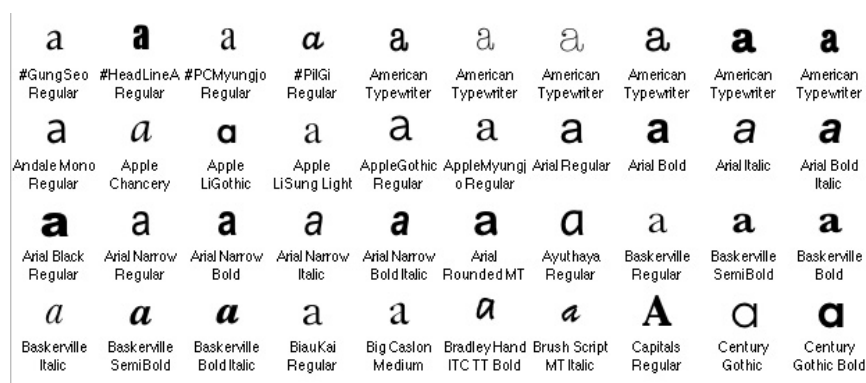 a a a a a a a a a a
#GungSeo Regular #HeadLineA Regular #PCMyungjo Regular #PilGi Regular American Typewriter American Typewriter American Typewriter American Typewriter American Typewriter American Typewriter
a a a a a a a a a a
Andale Mono Regular Apple Chancery Apple LiGothic Apple LiSung Light AppleGothic Regular AppleMyungjo Regular Arial Regular Arial Bold Arial Italic Arial Bold Italic
a a a a a a a a a a
Arial Black Regular Arial Narrow Regular Arial Narrow Bold Arial Narrow Italic Arial Narrow Bold Italic Arial Rounded MT Ayuthaya Regular Baskerville Regular Baskerville SemiBold Baskerville Bold
a a a a a a a A a a
Baskerville Italic Baskerville SemiBold Baskerville Bold Italic BiauKai Regular Big Caslon Medium Bradley Hand ITC TT Bold Brush Script MT Italic Capitals Regular Century Gothic Century Gothic Bold